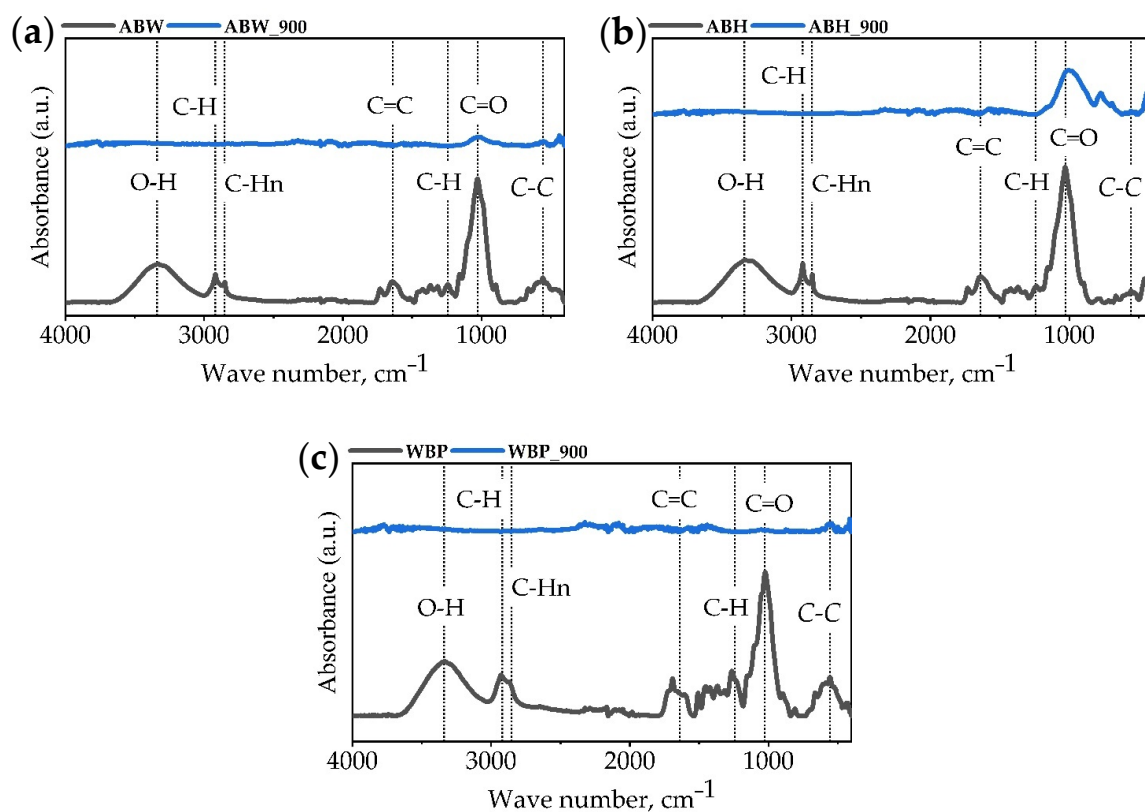 (a)
ABW ABW_900
C-H C=C C=O
O-H C-Hn C-H C-C
Absorbance (a.u.)
4000 3000 2000 1000
Wave number, cm⁻¹
(b)
ABH ABH_900
C-H
C=C C=O
O-H C-Hn C-H C-C
Absorbance (a.u.)
4000 3000 2000 1000
Wave number, cm⁻¹
(c)
WBP WBP_900
C-H C=C C=O
C-Hn
O-H C-H C-C
Absorbance (a.u.)
4000 3000 2000 1000
Wave number, cm⁻¹